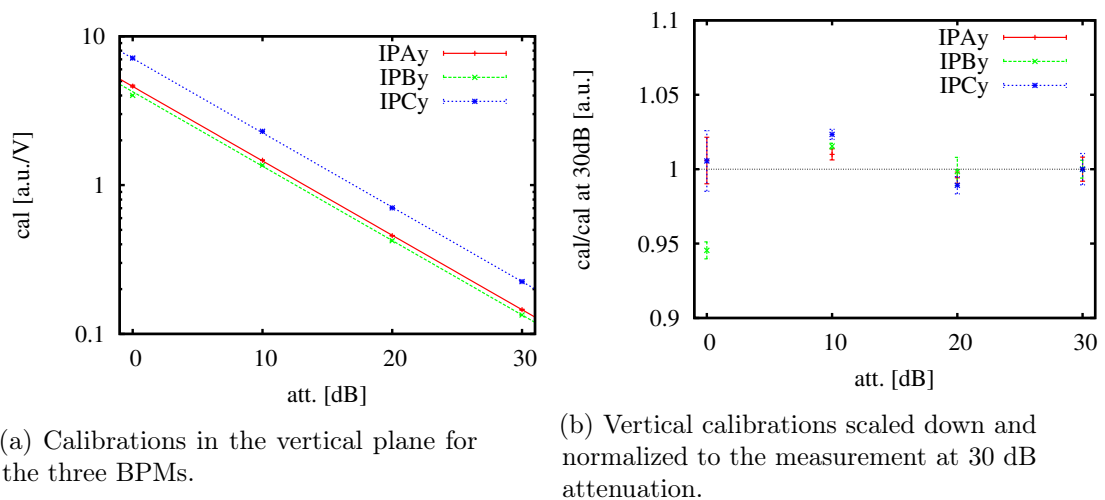 10
1
0.1
cal [a.u./V]
0
10
20
30
att. [dB]
IPAy
IPBy
IPCy
(a) Calibrations in the vertical plane for
the three BPMs.
1.1
1.05
1
0.95
0.9
cal/cal at 30dB [a.u.]
0
10
20
30
att. [dB]
IPAy
IPBy
IPCy
(b) Vertical calibrations scaled down and
normalized to the measurement at 30 dB
attenuation.